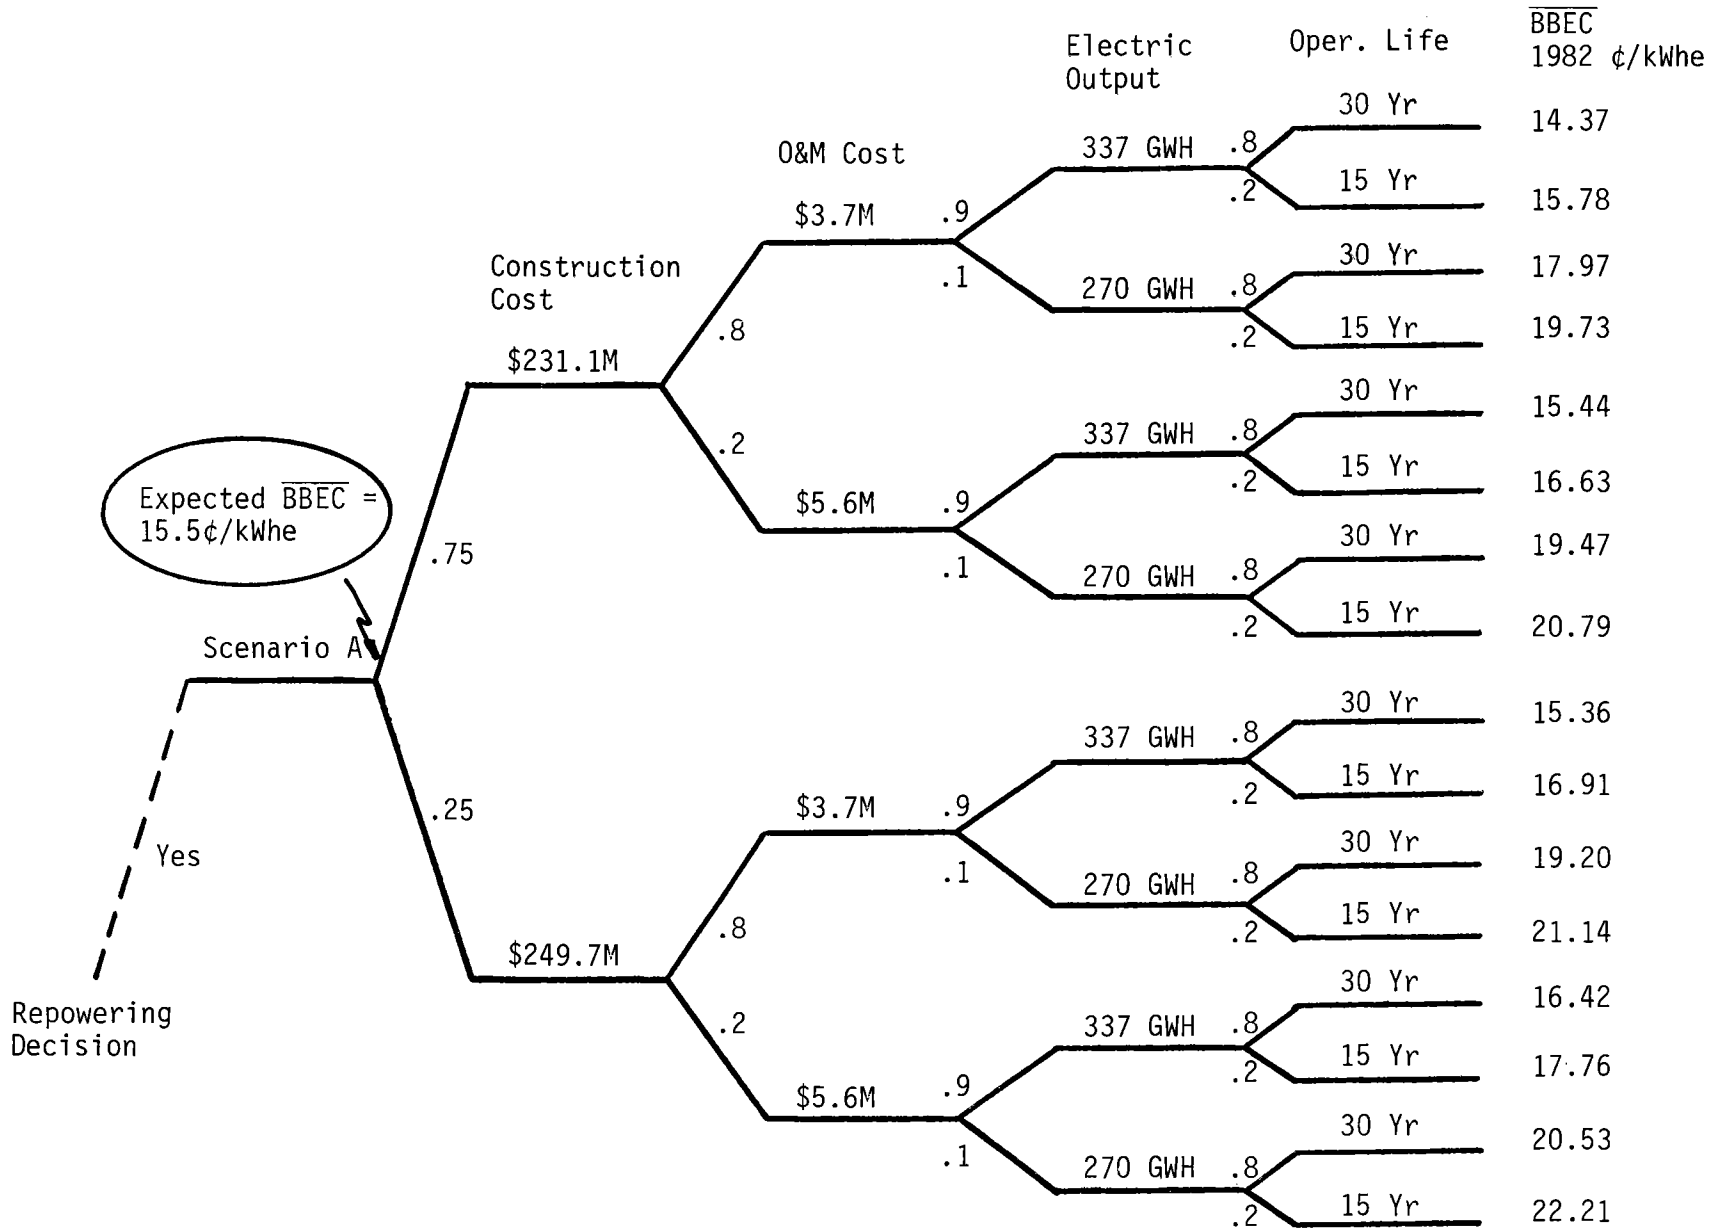 BBEC
1982 ¢/kWhe
Oper. Life
Electric
Output
O&M Cost
Construction
Cost
30 Yr
14.37
337 GWH
.8
.2
15 Yr
15.78
$3.7M
.9
.1
30 Yr
17.97
270 GWH
.8
.2
15 Yr
19.73
.8
$231.1M
.2
30 Yr
15.44
337 GWH
.8
.2
15 Yr
16.63
$5.6M
.9
.1
30 Yr
19.47
270 GWH
.8
.2
15 Yr
20.79
Expected BBEC =
15.5¢/kWhe
.75
Scenario A
.25
Yes
Repowering
Decision
30 Yr
15.36
337 GWH
.8
.2
15 Yr
16.91
$3.7M
.9
.1
30 Yr
19.20
270 GWH
.8
.2
15 Yr
21.14
.8
$249.7M
.2
30 Yr
16.42
337 GWH
.8
.2
15 Yr
17.76
$5.6M
.9
.1
30 Yr
20.53
270 GWH
.8
.2
15 Yr
22.21